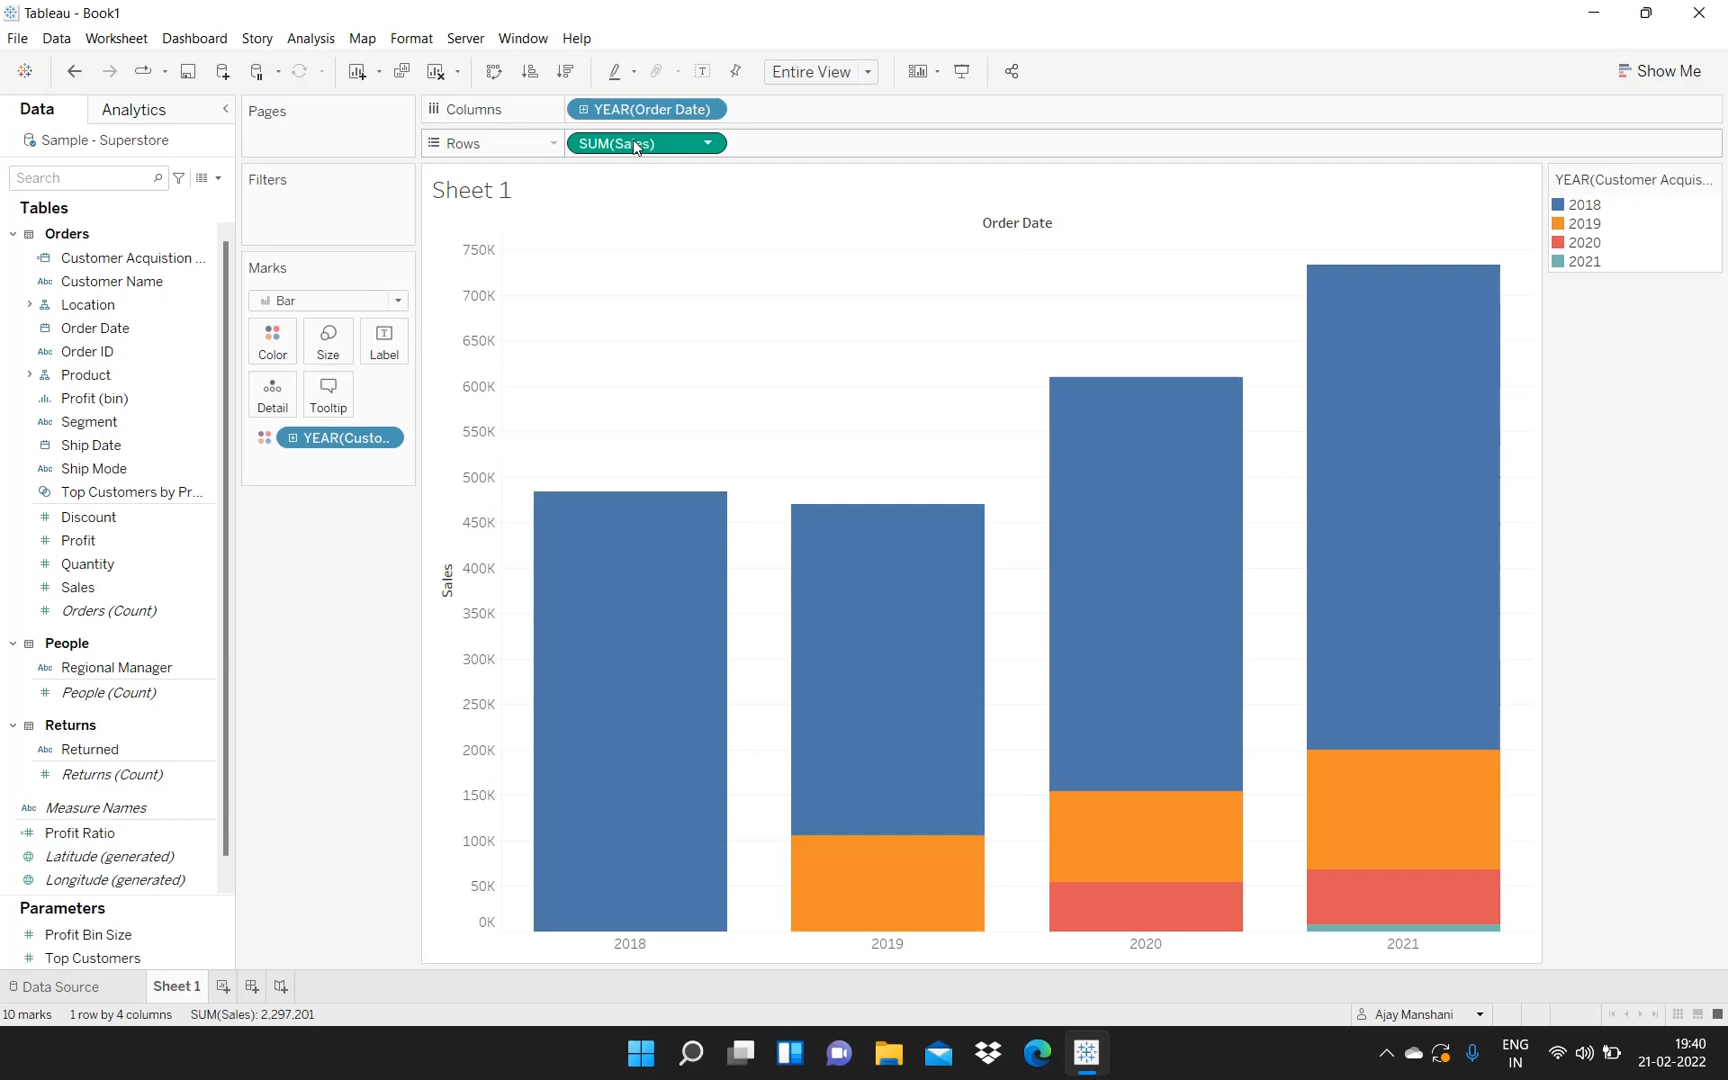 Tableau - Book1
File Data Worksheet Dashboard Story Analysis Map Format Server Window Help
Entire View
Show Me
Data Analytics
Sample - Superstore
Search
Tables
Orders
Customer Acquistion ...
Abc Customer Name
Location
Order Date
Abc Order ID
Product
Profit (bin)
Abc Segment
Ship Date
Abc Ship Mode
Top Customers by Pr...
# Discount
# Profit
# Quantity
# Sales
# Orders (Count)
People
Abc Regional Manager
# People (Count)
Returns
Abc Returned
# Returns (Count)
Abc Measure Names
# Profit Ratio
Latitude (generated)
Longitude (generated)
Parameters
# Profit Bin Size
# Top Customers
Pages
Filters
Marks
Bar
Color Size Label
Detail Tooltip
YEAR(Custo..
Columns YEAR(Order Date)
Rows SUM(Sales)
Sheet 1
Order Date
750K
700K
650K
600K
550K
500K
450K
400K
350K
300K
250K
200K
150K
100K
50K
0K
Sales
2018 2019 2020 2021
YEAR(Customer Acquis...
2018
2019
2020
2021
Data Source Sheet 1
10 marks 1 row by 4 columns SUM(Sales): 2,297,201
Ajay Manshani
ENG
IN
19:40
21-02-2022